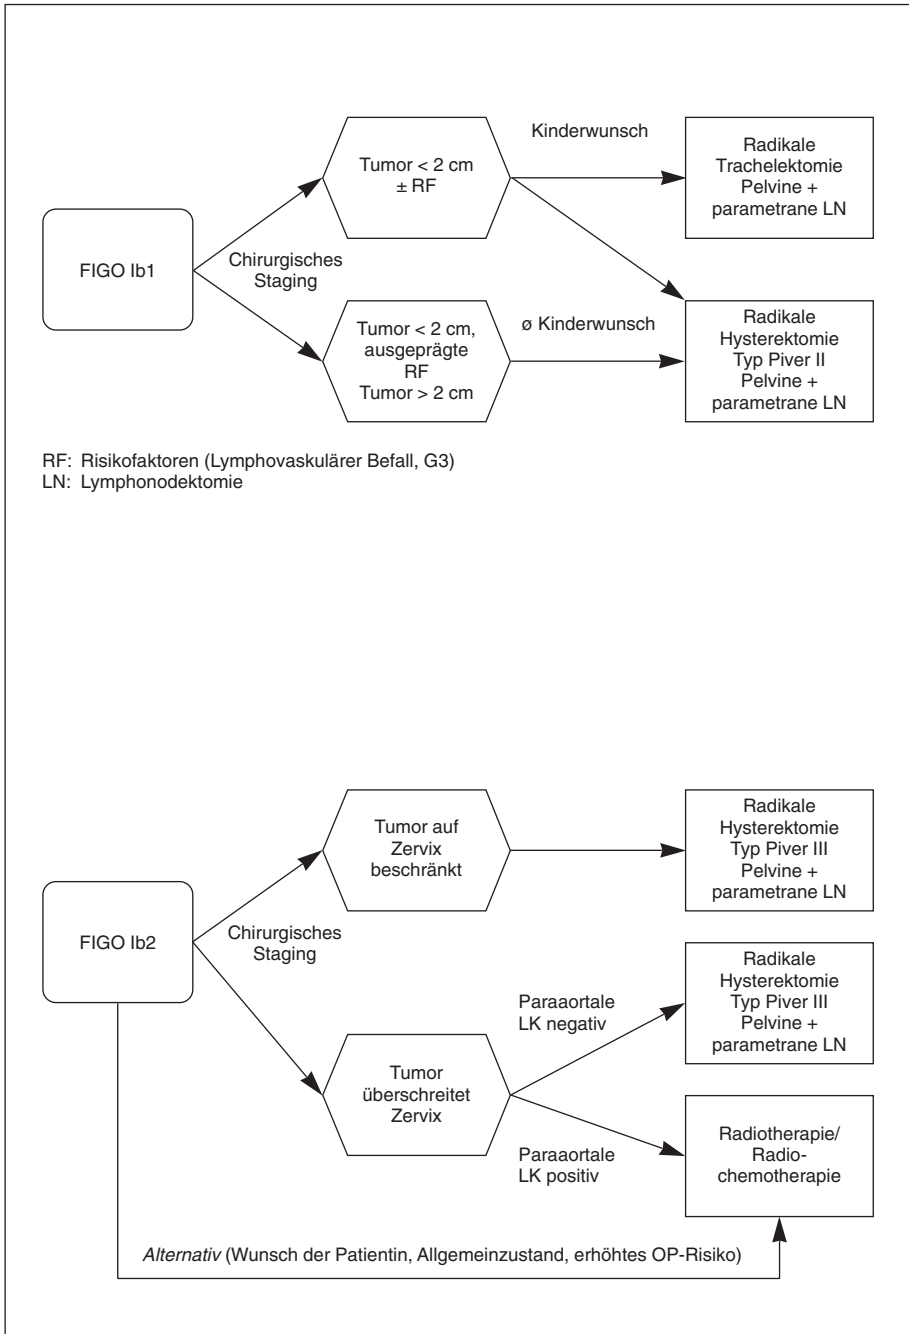 Kinderwunsch
Tumor < 2 cm
± RF
Radikale
Trachelektomie
Pelvine +
parametrane LN
FIGO Ib1
Chirurgisches
Staging
Tumor < 2 cm,
ausgeprägte
RF
Tumor > 2 cm
ø Kinderwunsch
Radikale
Hysterektomie
Typ Piver II
Pelvine +
parametrane LN
RF: Risikofaktoren (Lymphovaskulärer Befall, G3)
LN: Lymphonodektomie
Tumor auf
Zervix
beschränkt
Radikale
Hysterektomie
Typ Piver III
Pelvine +
parametrane LN
FIGO Ib2
Chirurgisches
Staging
Paraaortale
LK negativ
Radikale
Hysterektomie
Typ Piver III
Pelvine +
parametrane LN
Tumor
überschreitet
Zervix
Paraaortale
LK positiv
Radiotherapie/
Radio-
chemotherapie
Alternativ (Wunsch der Patientin, Allgemeinzustand, erhöhtes OP-Risiko)